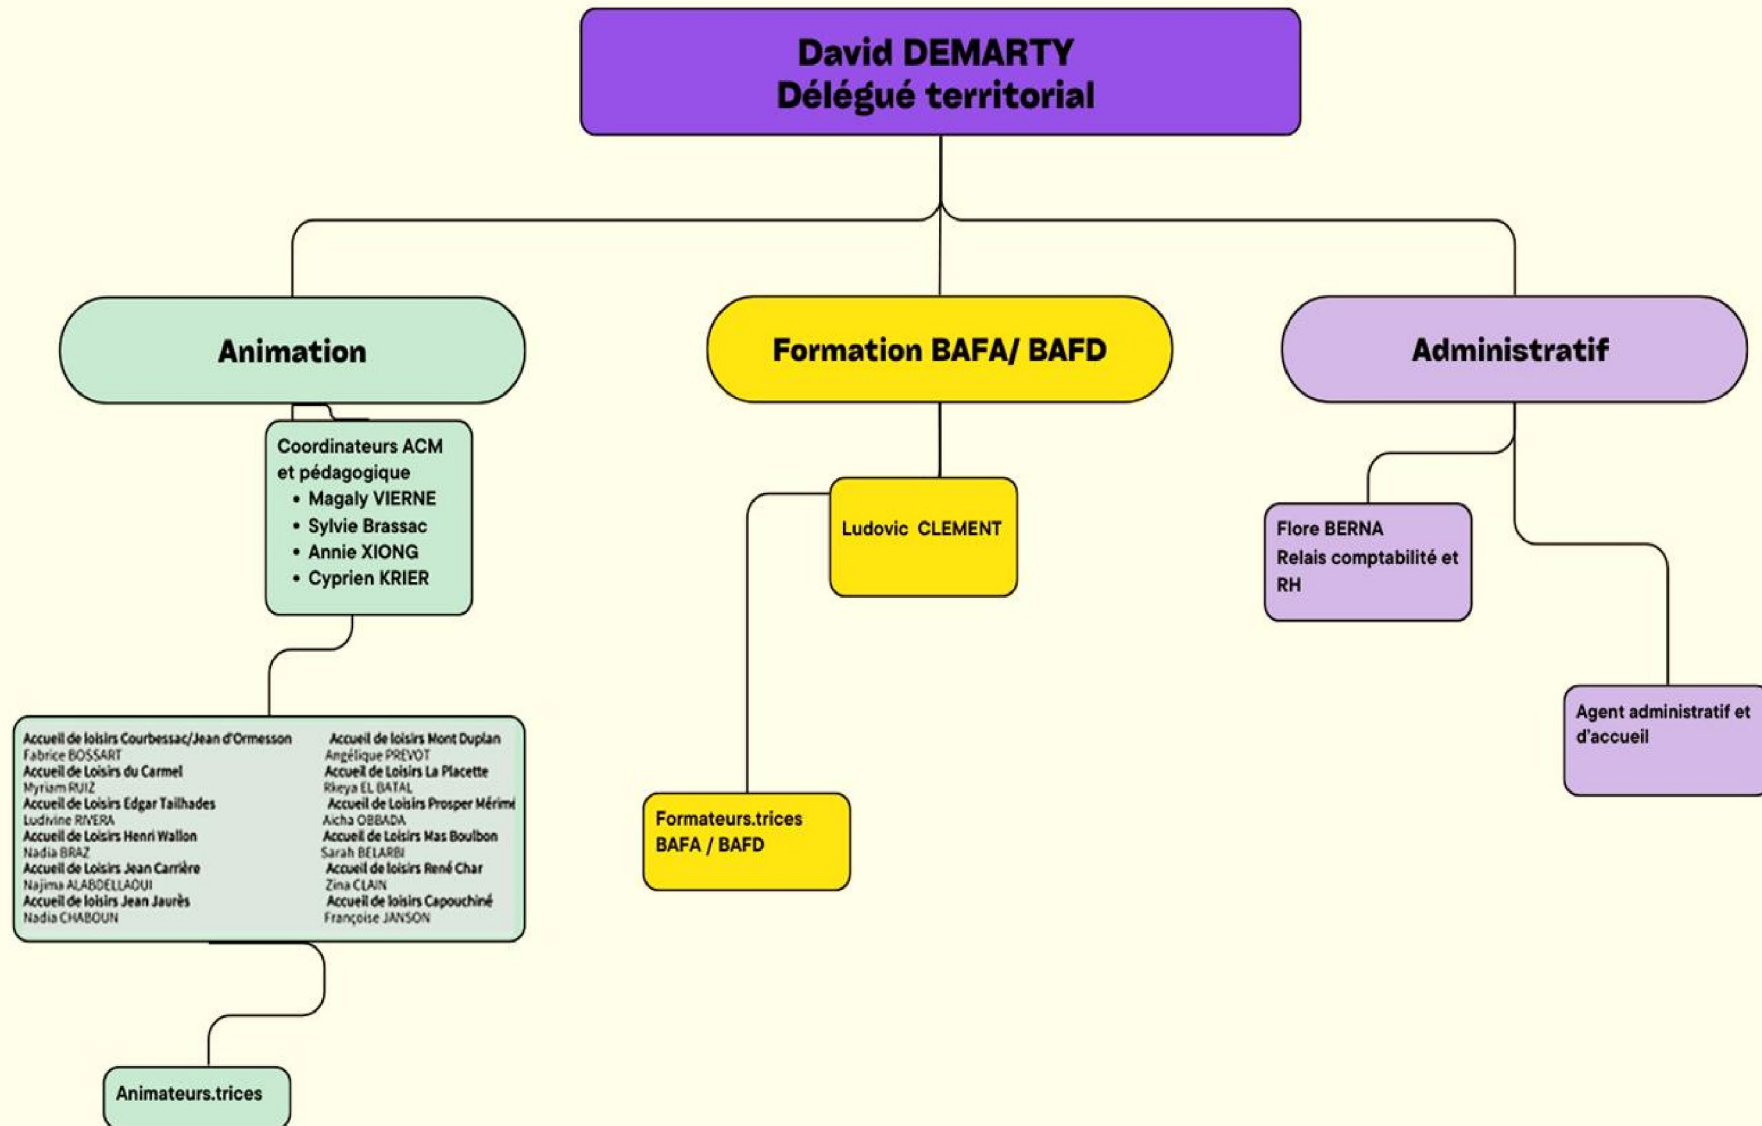 David DEMARTY
Délégué territorial
Animation
Formation BAFA/ BAFD
Administratif
Coordinateurs ACM
et pédagogique
• Magaly VIERNE
• Sylvie Brassac
• Annie XIONG
• Cyprien KRIER
Ludovic CLEMENT
Flore BERNA
Relais comptabilité et
RH
Agent administratif et
d'accueil
Accueil de loisirs Courbessac/Jean d'Ormesson
Fabrice BOSSART
Accueil de Loisirs du Carmel
Myriam RUIZ
Accueil de Loisirs Edgar Tailhades
Ludivine RIVERA
Accueil de Loisirs Henri Wallon
Nadia BRAZ
Accueil de Loisirs Jean Carrière
Najima ALABDELLAOUI
Accueil de loisirs Jean Jaurès
Nadia CHABOUN
Accueil de loisirs Mont Duplan
Angélique PREVOT
Accueil de Loisirs La Placette
Rkeya EL BATAL
Accueil de Loisirs Prosper Mérimé
Aicha OBBADA
Accueil de Loisirs Mas Boulbon
Sarah BELARBI
Accueil de loisirs René Char
Zina CLAIN
Accueil de loisirs Capouchiné
Françoise JANSON
Formateurs.trices
BAFA / BAFD
Animateurs.trices